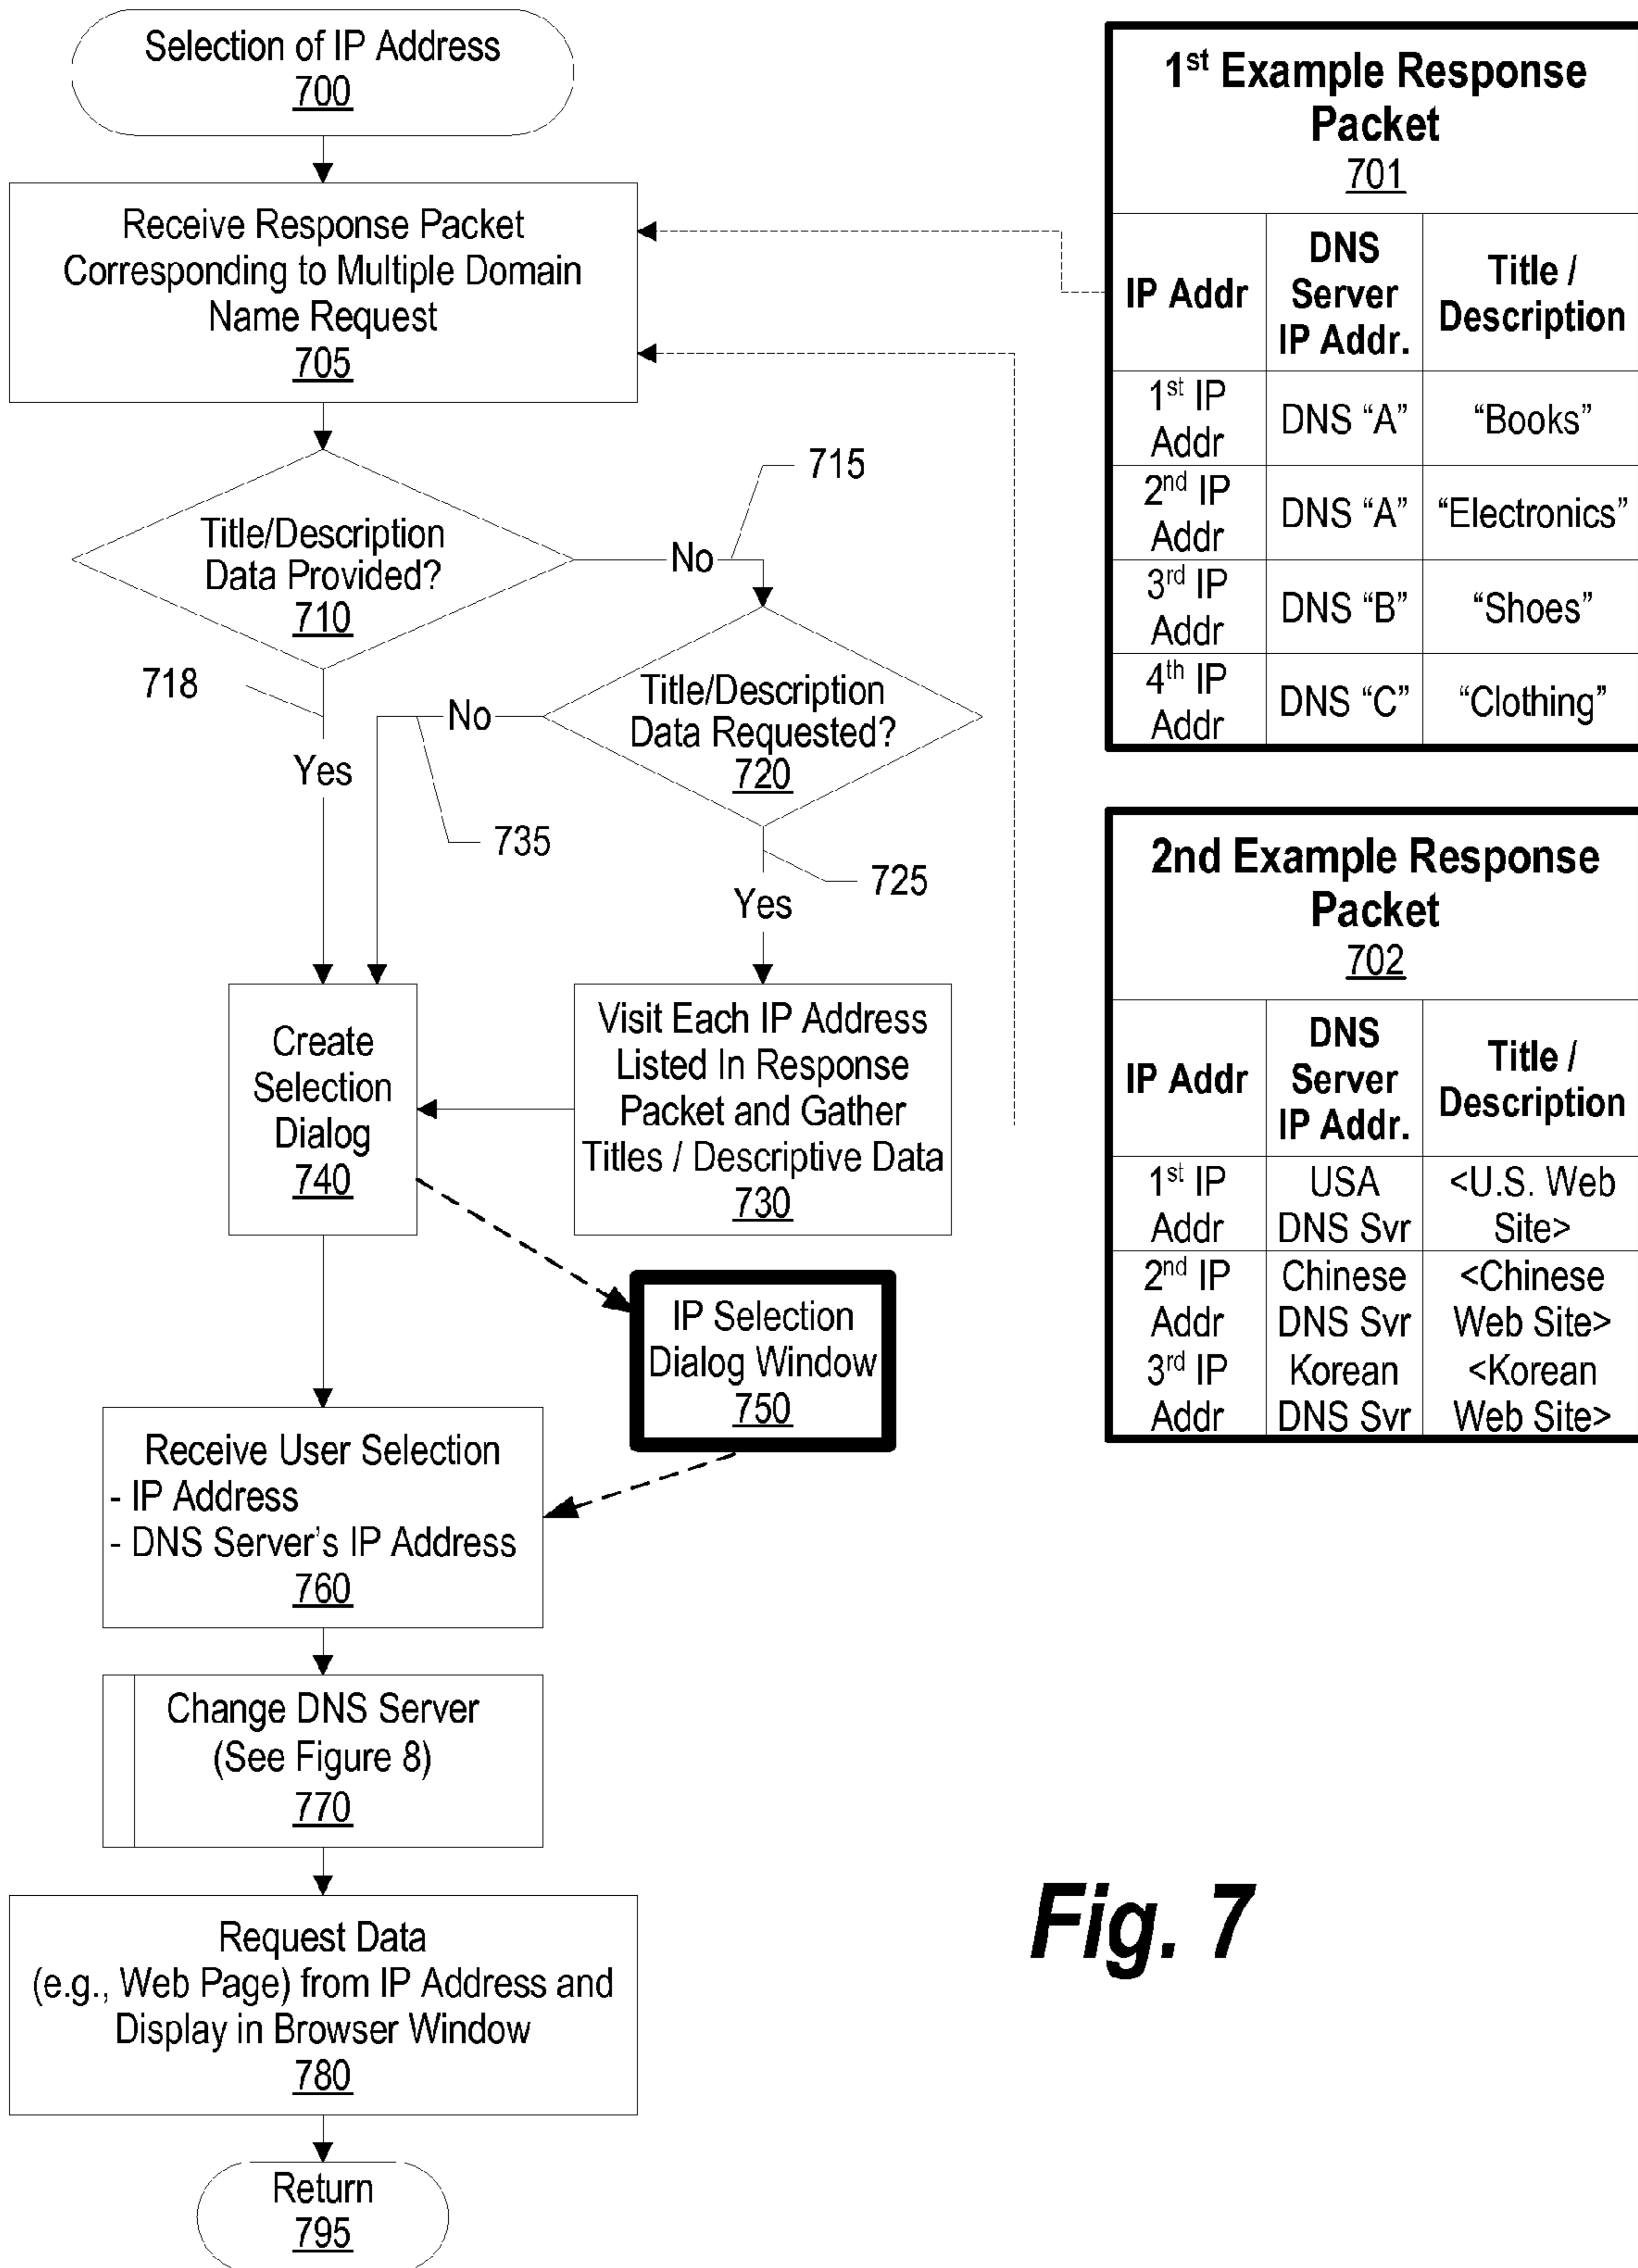 Selection of IP Address
700
Receive Response Packet
Corresponding to Multiple Domain
Name Request
705
Title/Description
Data Provided?
710
No
715
718
Yes
Title/Description
Data Requested?
720
No
735
725
Yes
Create
Selection
Dialog
740
Visit Each IP Address
Listed In Response
Packet and Gather
Titles / Descriptive Data
730
IP Selection
Dialog Window
750
Receive User Selection
- IP Address
- DNS Server's IP Address
760
Change DNS Server
(See Figure 8)
770
Request Data
(e.g., Web Page) from IP Address and
Display in Browser Window
780
Return
795
1st Example Response
Packet
701
IP Addr
DNS
Server
IP Addr.
Title /
Description
1st IP
Addr
DNS “A”
“Books”
2nd IP
Addr
DNS “A”
“Electronics”
3rd IP
Addr
DNS “B”
“Shoes”
4th IP
Addr
DNS “C”
“Clothing”
2nd Example Response
Packet
702
IP Addr
DNS
Server
IP Addr.
Title /
Description
1st IP
Addr
USA
DNS Svr
<U.S. Web
Site>
2nd IP
Addr
Chinese
DNS Svr
<Chinese
Web Site>
3rd IP
Addr
Korean
DNS Svr
<Korean
Web Site>
Fig. 7